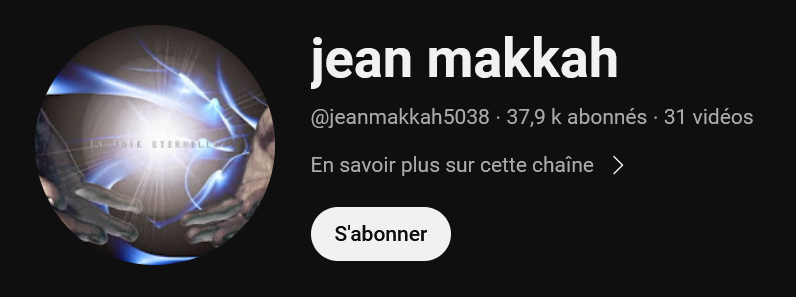 jean makkah
@jeanmakkah5038 · 37,9 k abonnés · 31 vidéos
En savoir plus sur cette chaîne
S'abonner